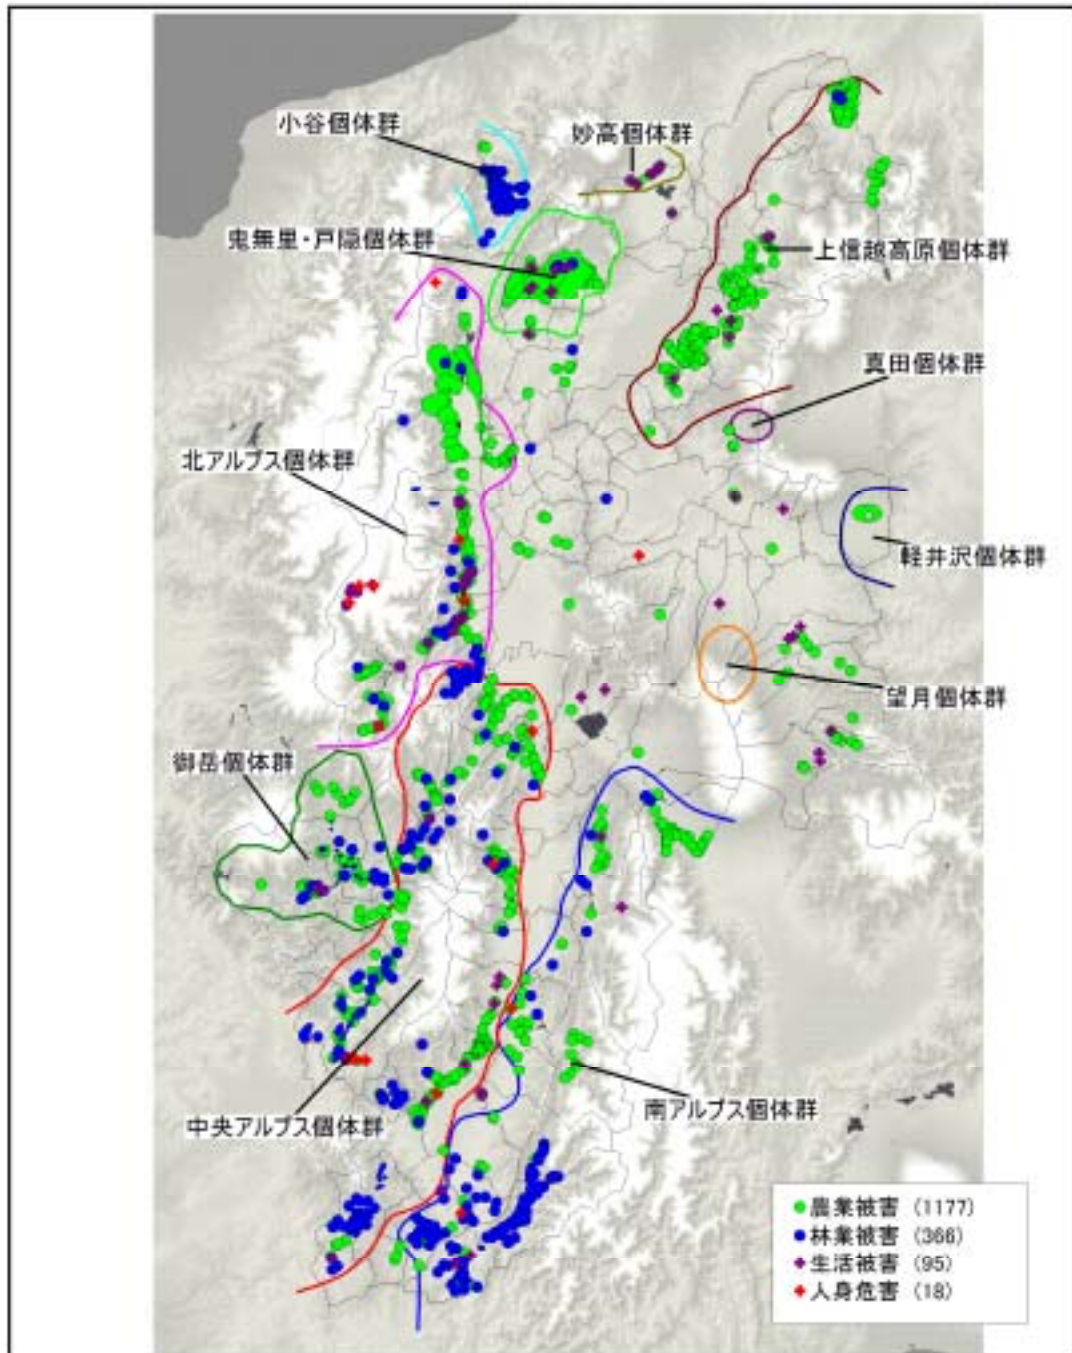 小谷個体群
妙高個体群
鬼無里・戸隠個体群
上信越高原個体群
真田個体群
北アルプス個体群
軽井沢個体群
望月個体群
御岳個体群
南アルプス個体群
中央アルプス個体群
農業被害 (1177)
林業被害 (366)
生活被害 (95)
人身危害 (18)